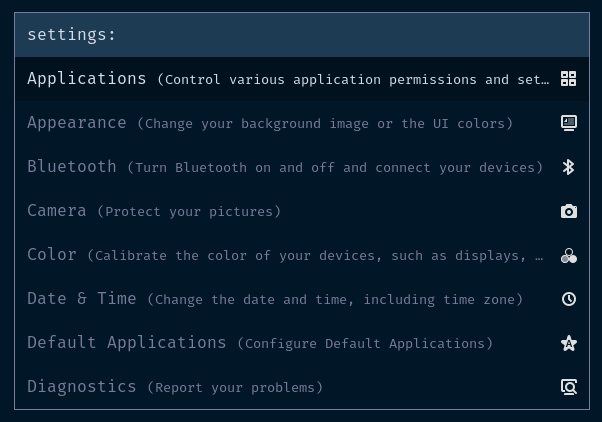 settings:
Applications (Control various application permissions and set…
Appearance (Change your background image or the UI colors)
Bluetooth (Turn Bluetooth on and off and connect your devices)
Camera (Protect your pictures)
Color (Calibrate the color of your devices, such as displays, …
Date & Time (Change the date and time, including time zone)
Default Applications (Configure Default Applications)
Diagnostics (Report your problems)